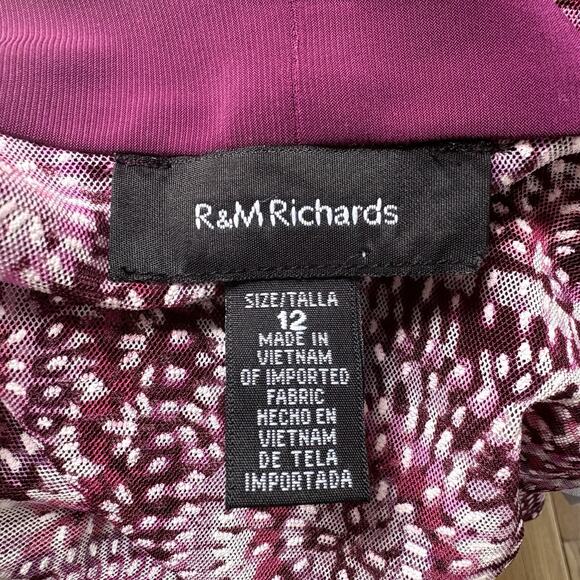 R&M Richards
SIZE/TALLA
12
MADE IN
VIETNAM
OF IMPORTED
FABRIC
HECHO EN
VIETNAM
DE TELA
IMPORTADA